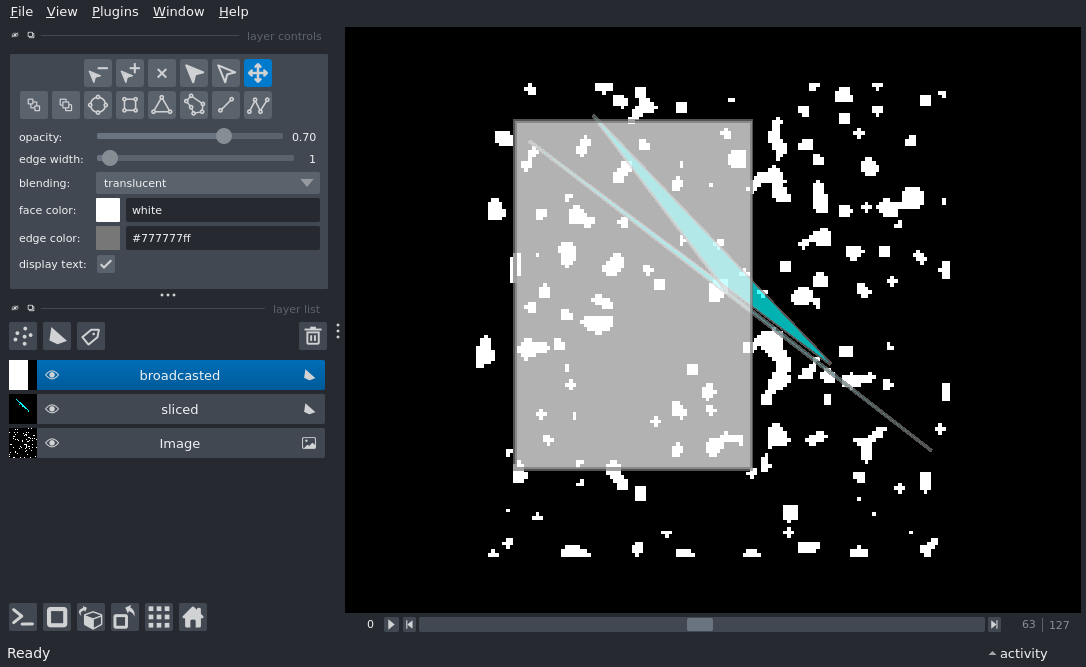 File View Plugins Window Help
layer controls
opacity: 0.70
edge width: 1
blending: translucent
face color: white
edge color: #777777ff
display text:
layer list
broadcasted
sliced
Image
0 63 127
Ready activity